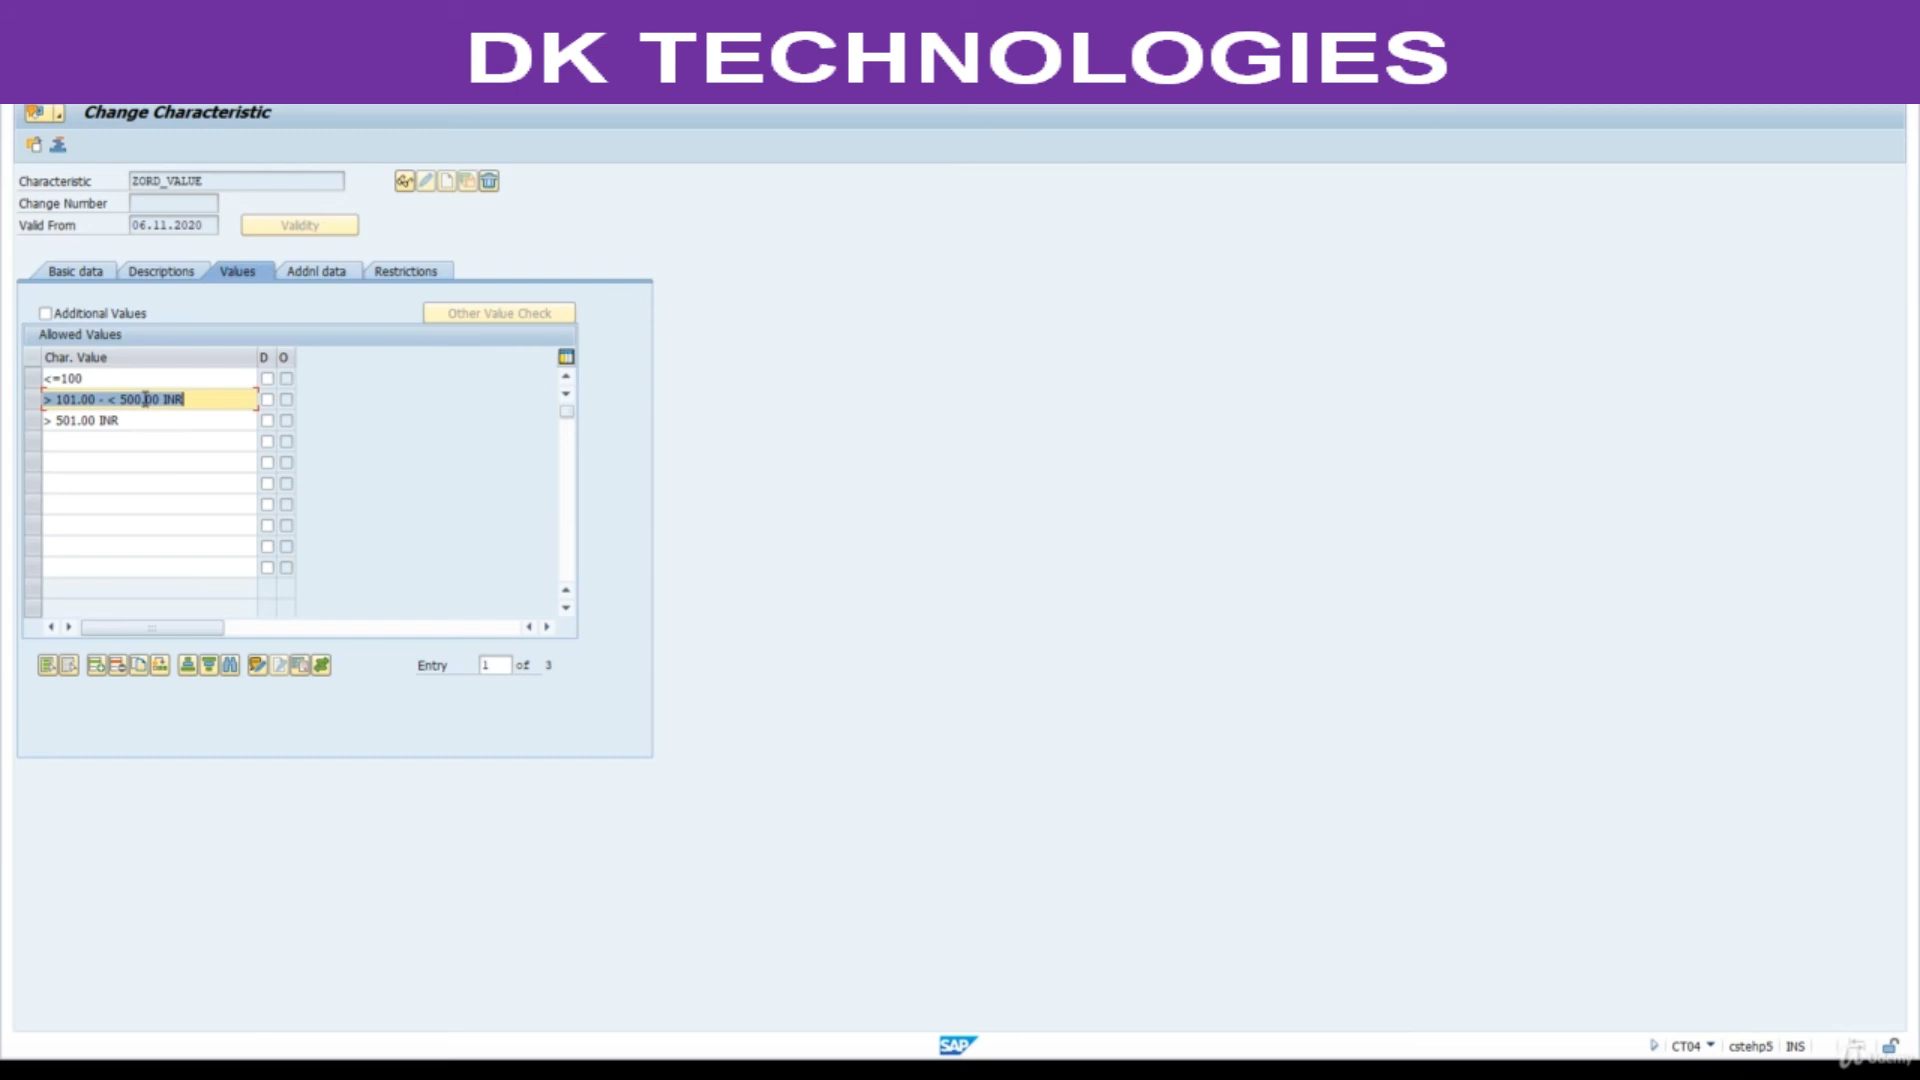 DK TECHNOLOGIES
Change Characteristic
Characteristic ZORD_VALUE
Change Number
Valid From 06.11.2020 Validity
Basic data Descriptions Values Addnl data Restrictions
Additional Values Other Value Check
Allowed Values
Char. Value D O
<=100
> 101.00 - < 500.00 INR
> 501.00 INR
Entry 1 of 3
SAP CT04 cstehp5 INS
Udemy